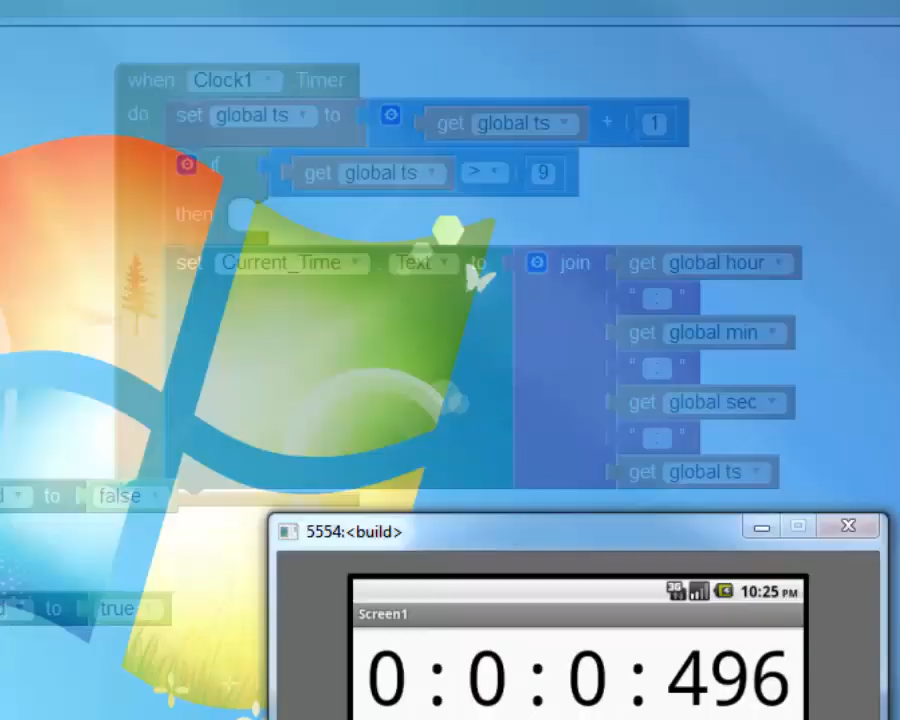 when Clock1 Timer
do set global ts to get global ts + 1
if get global ts > 9
then
set Current_Time . Text to join get global hour
" : "
get global min
" : "
get global sec
" : "
get global ts
to false
to true
5554:<build>
3G 10:25 PM
Screen1
0 : 0 : 0 : 496